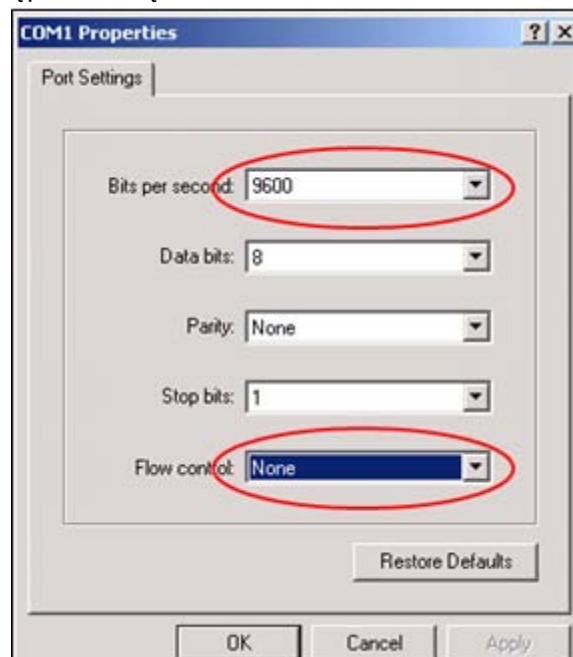 COM1 Properties
Port Settings
Bits per second: 9600
Data bits: 8
Parity: None
Stop bits: 1
Flow control: None
Restore Defaults
OK Cancel Apply